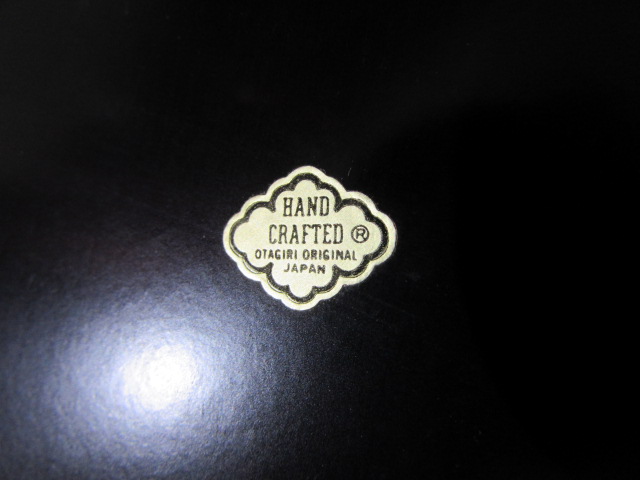 HAND
CRAFTED ®
OTAGIRI ORIGINAL
JAPAN